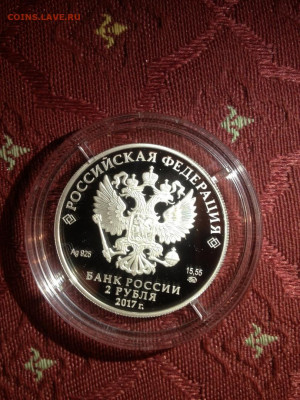 COINS.LAVE.RU
РОССИЙСКАЯ ФЕДЕРАЦИЯ
Ag 925
15,55
БАНК РОССИИ
2 РУБЛЯ
2017 г.